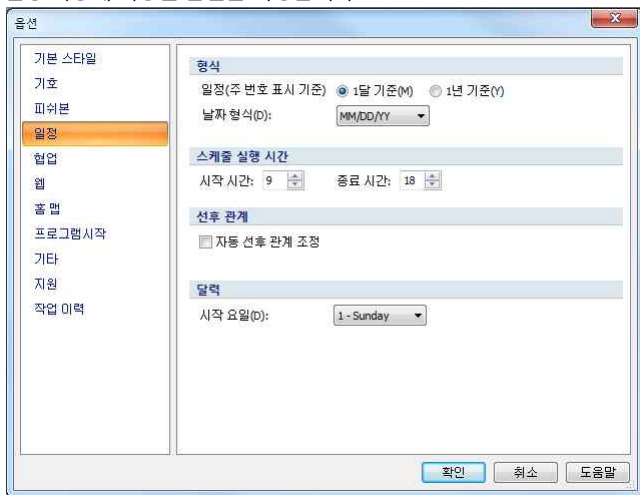 옵션
기본 스타일
기호
피쉬본
일정
협업
웹
홈 맵
프로그램시작
기타
지원
작업 이력
형식
일정(주 번호 표시 기준) 1달 기준(M) 1년 기준(Y)
날짜 형식(D): MM/DD/YY
스케줄 실행 시간
시작 시간: 9 종료 시간: 18
선후 관계
자동 선후 관계 조정
달력
시작 요일(D): 1 - Sunday
확인 취소 도움말